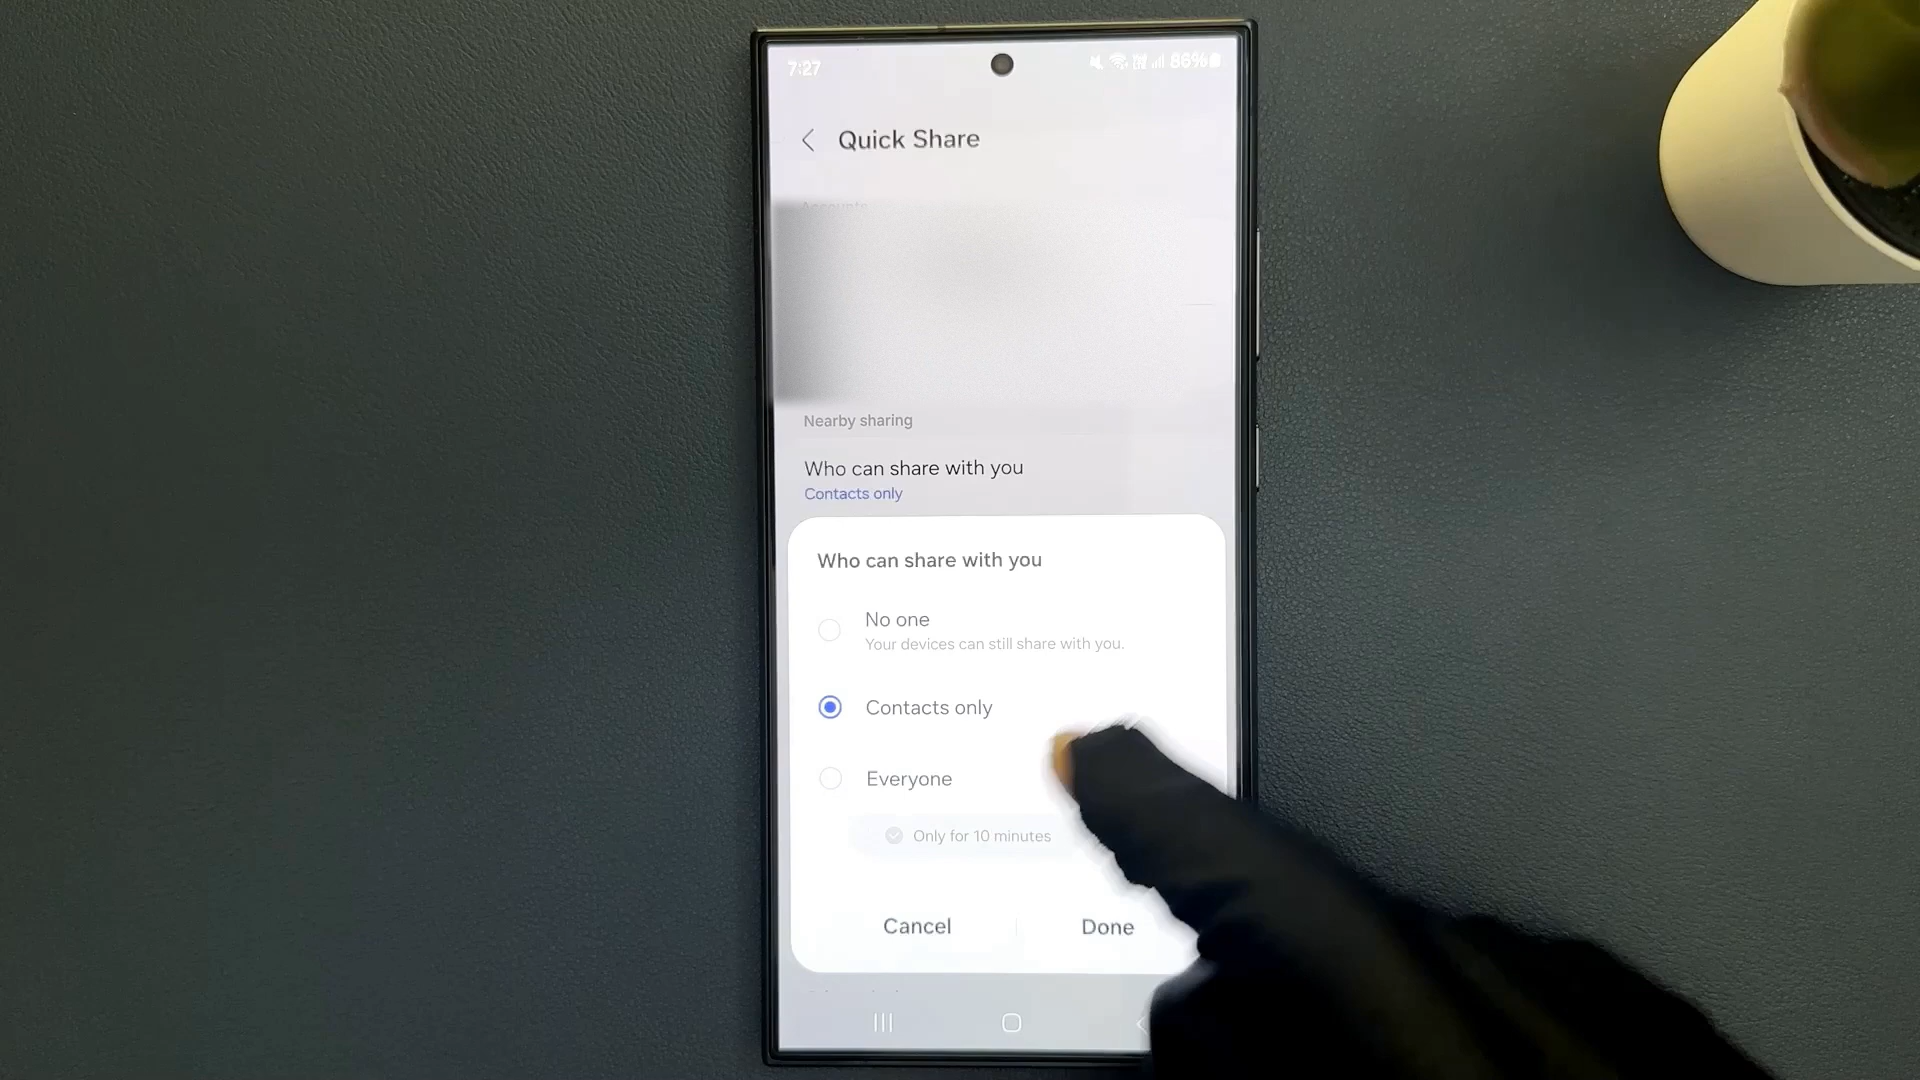 7:27
86%
Quick Share
Accounts
Nearby sharing
Who can share with you
Contacts only
Who can share with you
No one
Your devices can still share with you.
Contacts only
Everyone
Only for 10 minutes
Cancel
Done